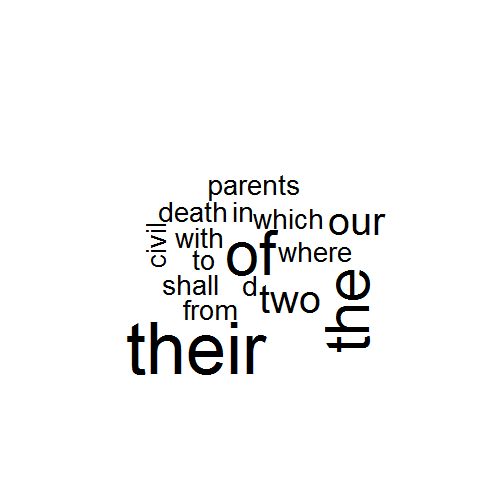 parents
death in which our
civil with of where
to
shall d two the
from
their